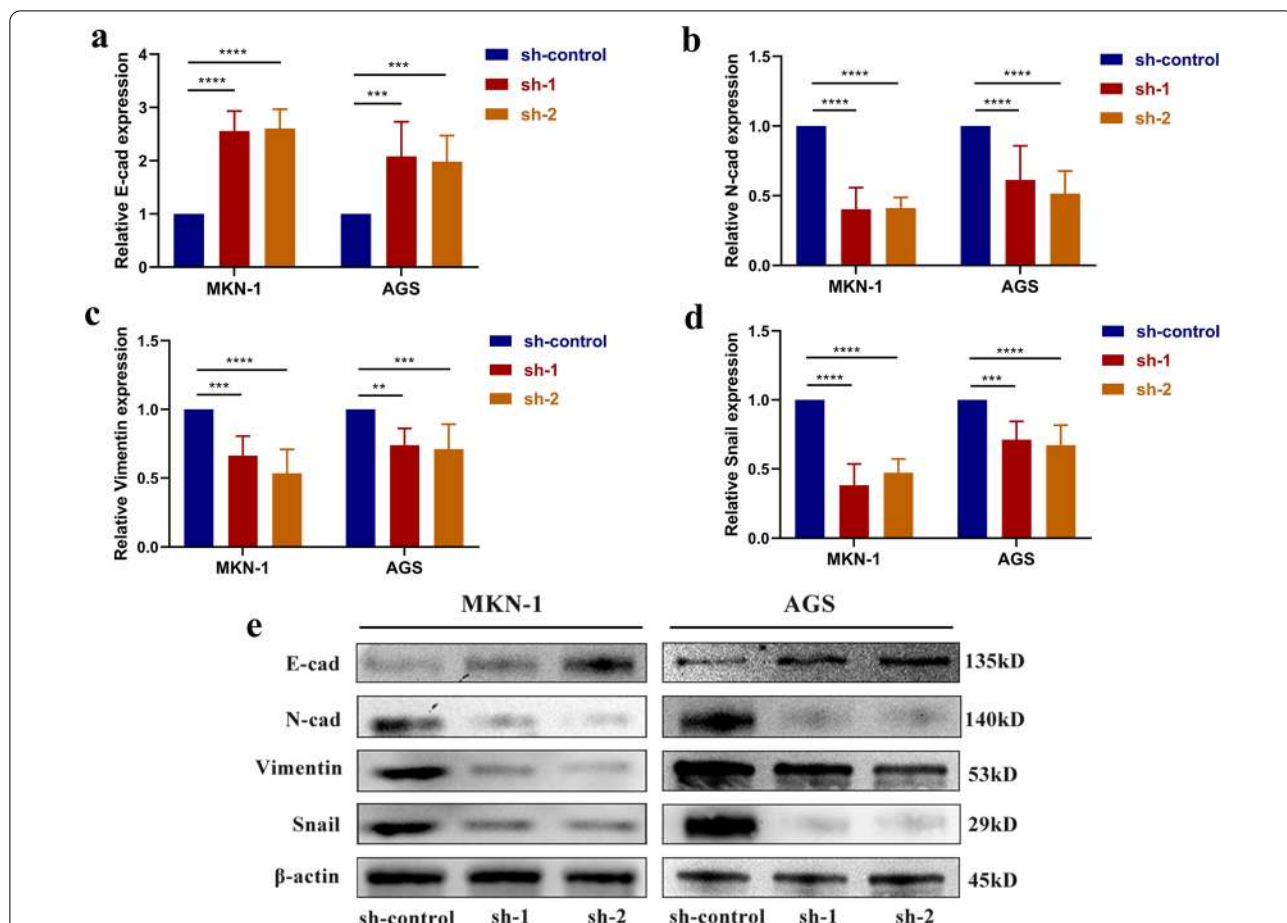 a
Relative E-cad expression
4
3
2
1
0
****
****
***
***
MKN-1
AGS
sh-control
sh-1
sh-2
b
Relative N-cad expression
1.5
1.0
0.5
0.0
****
****
****
****
MKN-1
AGS
sh-control
sh-1
sh-2
c
Relative Vimentin expression
1.5
1.0
0.5
0.0
****
***
***
**
MKN-1
AGS
sh-control
sh-1
sh-2
d
Relative Snail expression
1.5
1.0
0.5
0.0
****
****
****
***
MKN-1
AGS
sh-control
sh-1
sh-2
e
MKN-1 AGS
E-cad 135kD
N-cad 140kD
Vimentin 53kD
Snail 29kD
β-actin 45kD
sh-control sh-1 sh-2 sh-control sh-1 sh-2